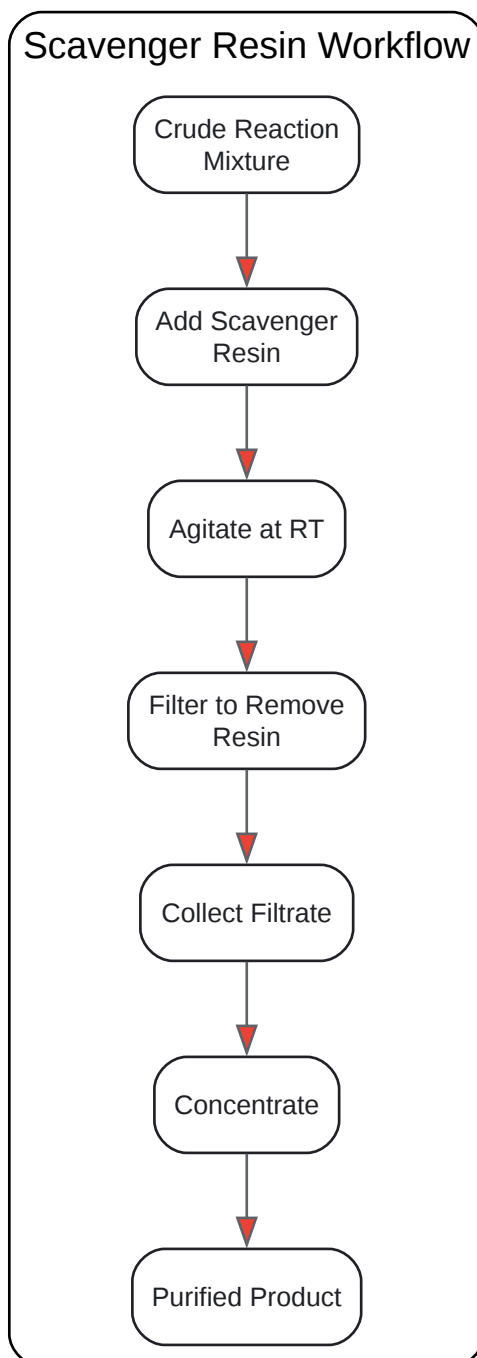 Scavenger Resin Workflow
Crude Reaction
Mixture
Add Scavenger
Resin
Agitate at RT
Filter to Remove
Resin
Collect Filtrate
Concentrate
Purified Product